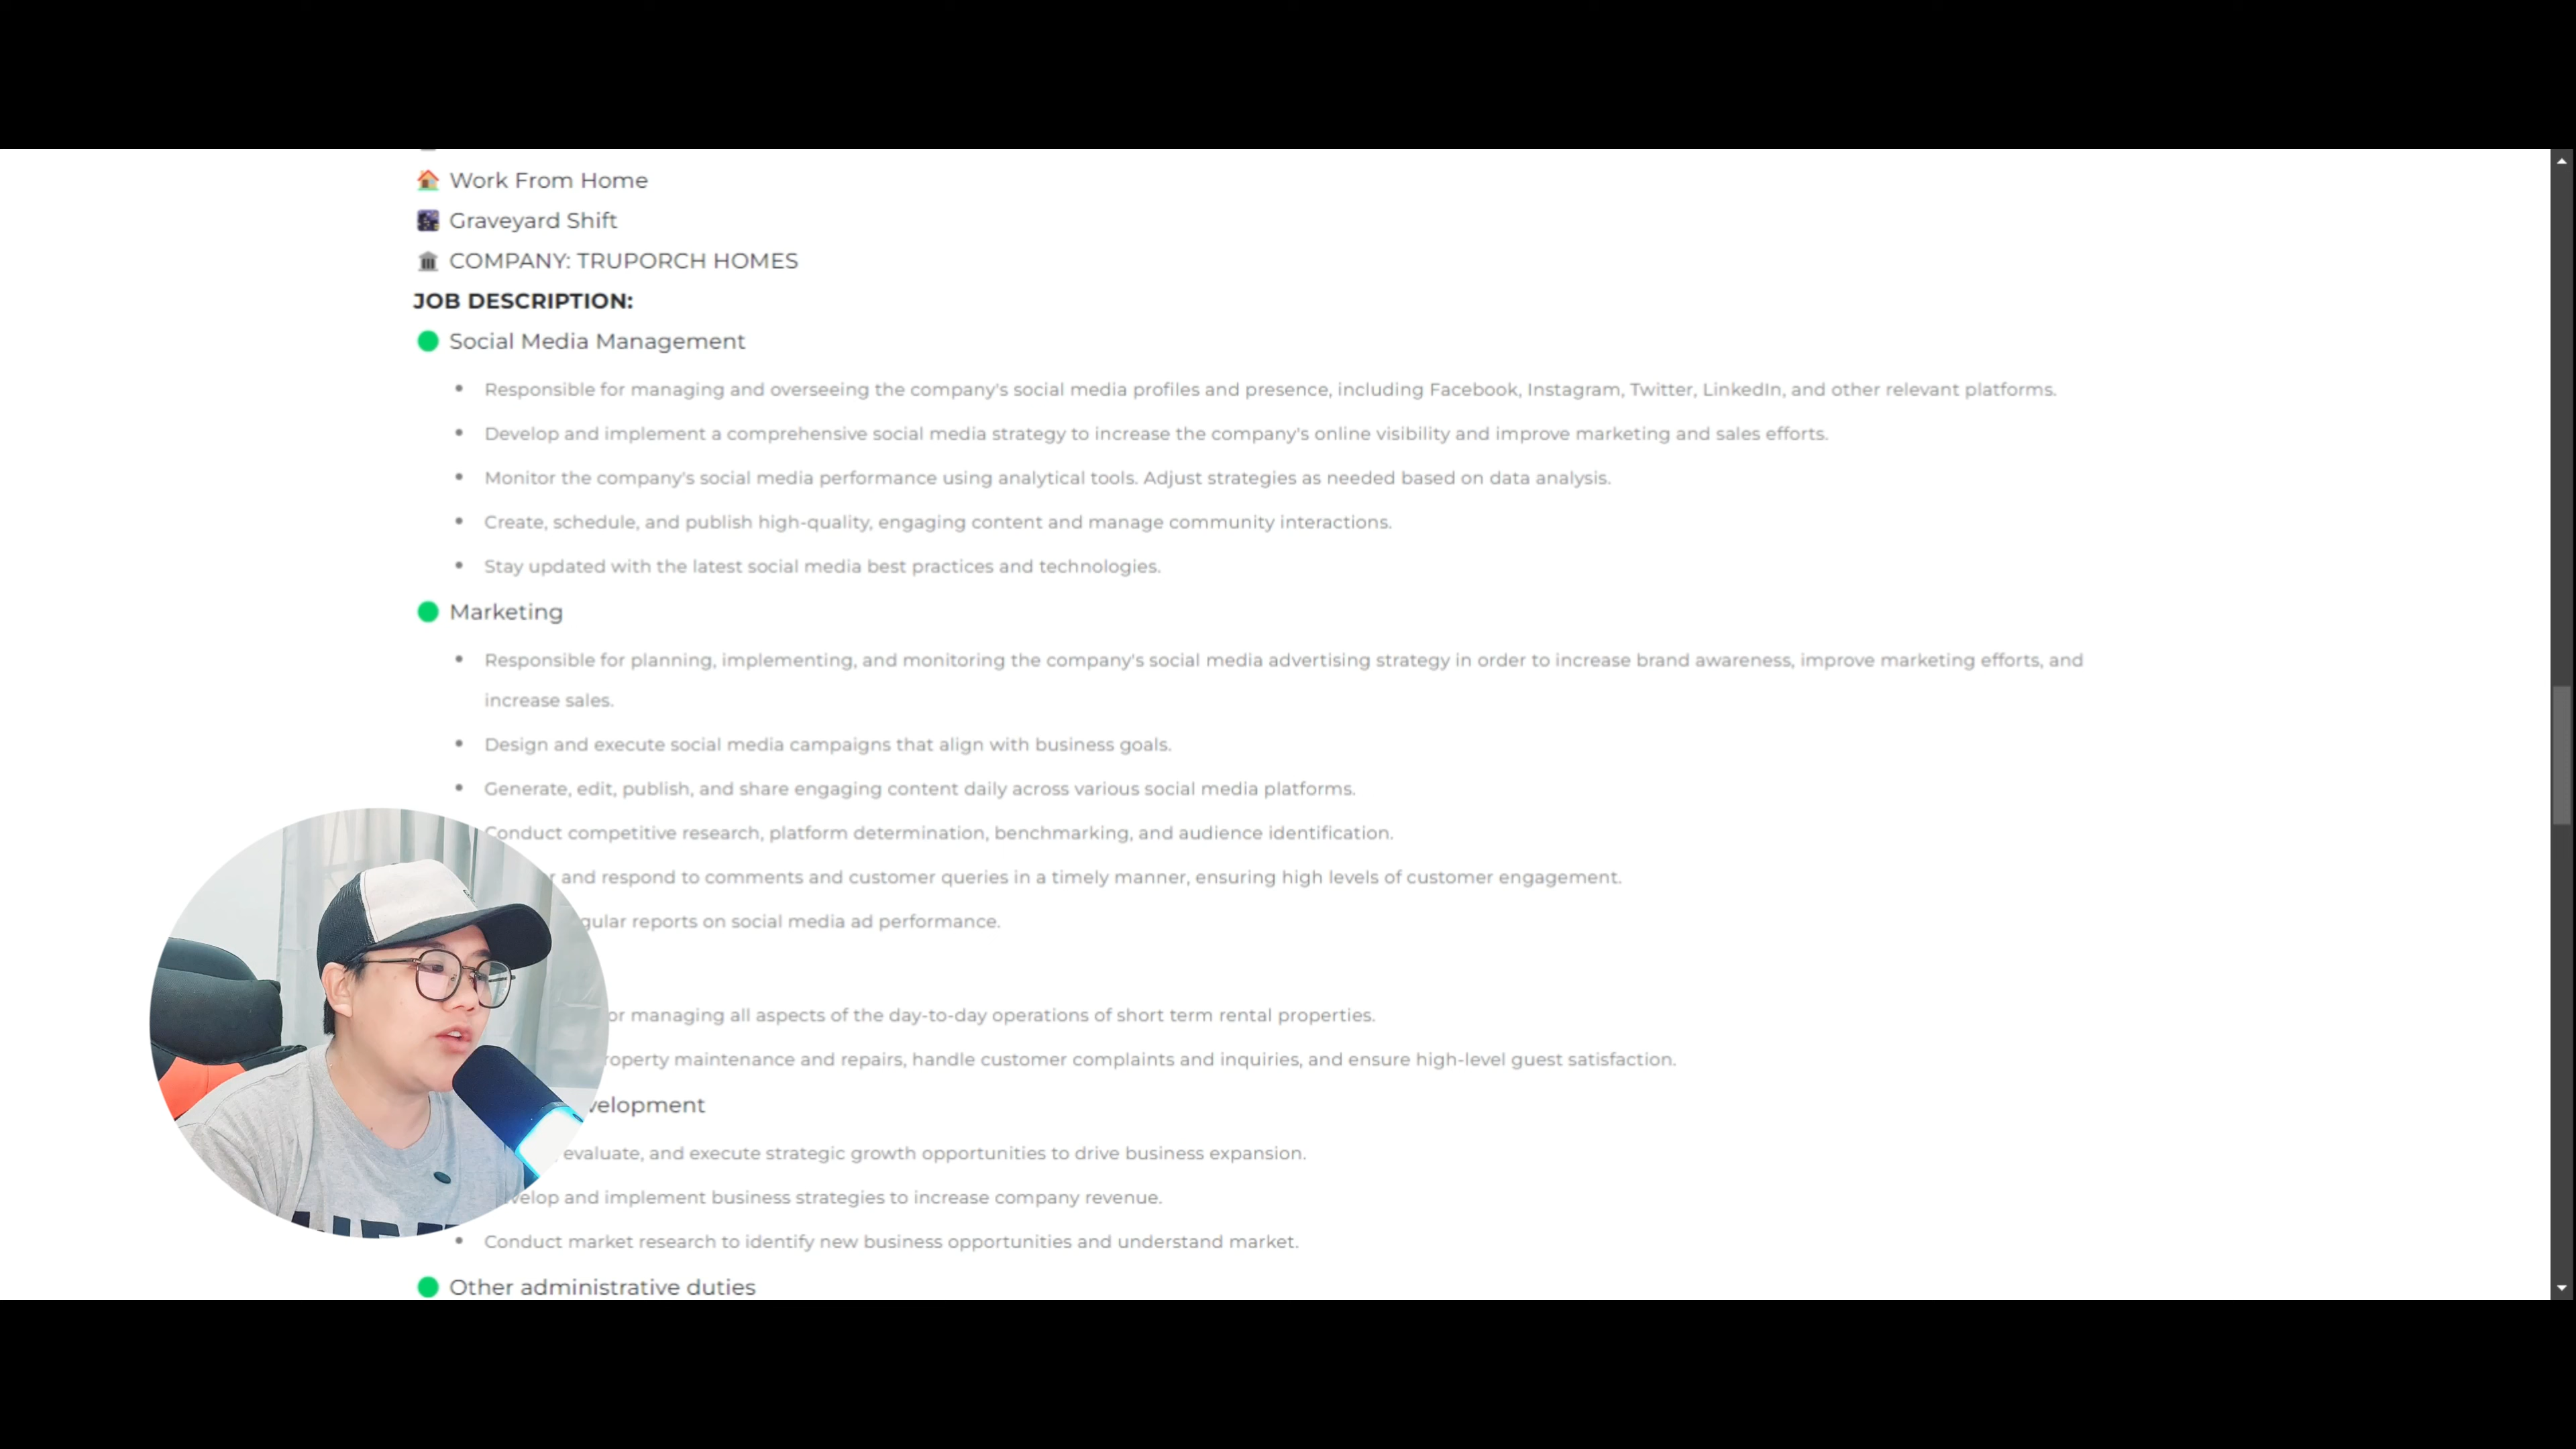 Work From Home
Graveyard Shift
COMPANY: TRUPORCH HOMES
JOB DESCRIPTION:
Social Media Management
• Responsible for managing and overseeing the company's social media profiles and presence, including Facebook, Instagram, Twitter, LinkedIn, and other relevant platforms.
• Develop and implement a comprehensive social media strategy to increase the company's online visibility and improve marketing and sales efforts.
• Monitor the company's social media performance using analytical tools. Adjust strategies as needed based on data analysis.
• Create, schedule, and publish high-quality, engaging content and manage community interactions.
• Stay updated with the latest social media best practices and technologies.
Marketing
• Responsible for planning, implementing, and monitoring the company's social media advertising strategy in order to increase brand awareness, improve marketing efforts, and
increase sales.
• Design and execute social media campaigns that align with business goals.
• Generate, edit, publish, and share engaging content daily across various social media platforms.
Conduct competitive research, platform determination, benchmarking, and audience identification.
and respond to comments and customer queries in a timely manner, ensuring high levels of customer engagement.
reports on social media ad performance.
managing all aspects of the day-to-day operations of short term rental properties.
maintenance and repairs, handle customer complaints and inquiries, and ensure high-level guest satisfaction.
evaluate, and execute strategic growth opportunities to drive business expansion.
and implement business strategies to increase company revenue.
• Conduct market research to identify new business opportunities and understand market.
Other administrative duties